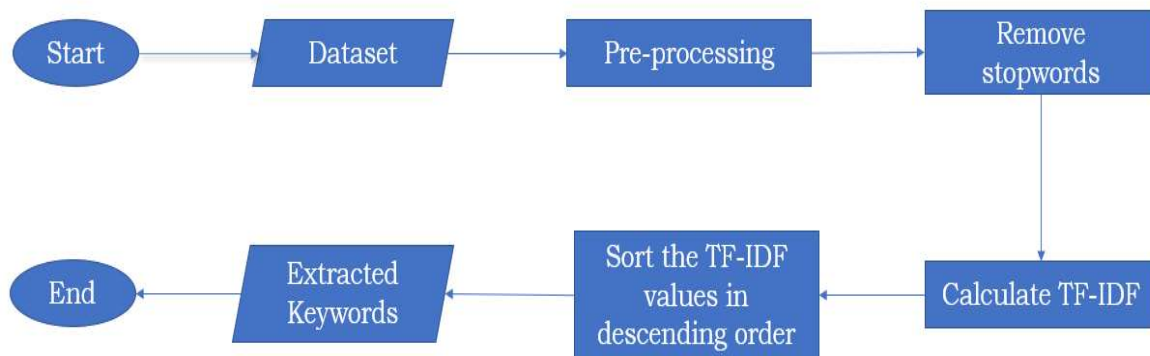 Start
Dataset
Pre-processing
Remove
stopwords
Calculate TF-IDF
Sort the TF-IDF
values in
descending order
Extracted
Keywords
End